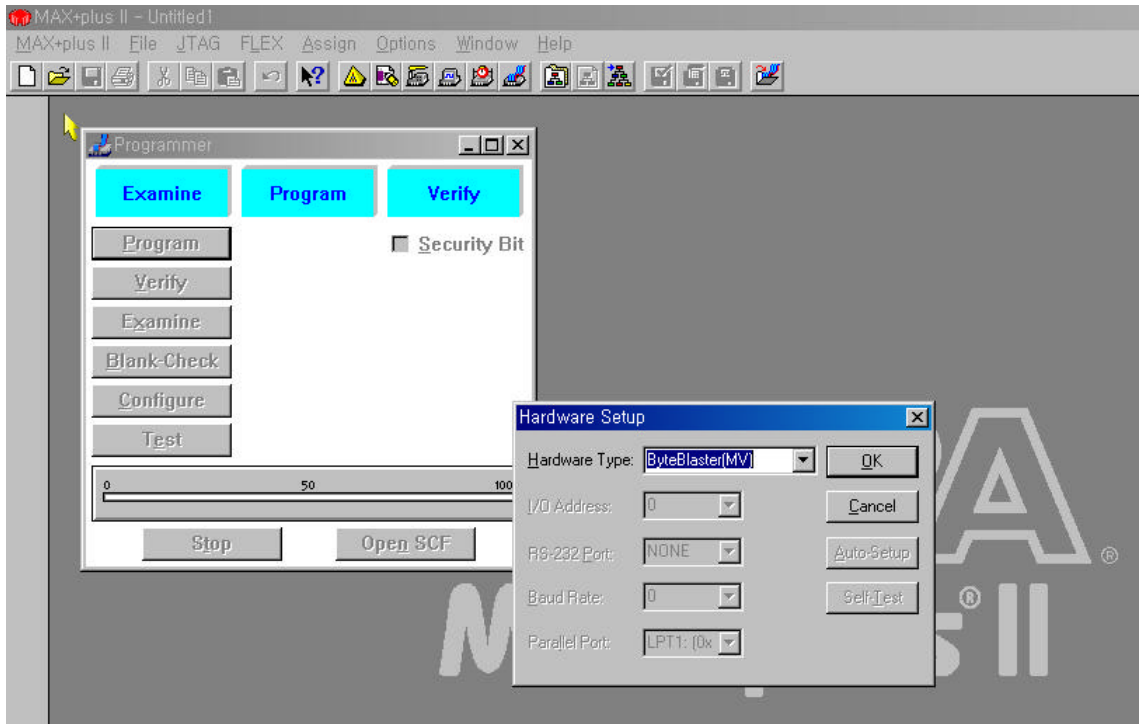 MAX+plus II - Untitled1
MAX+plus II File JTAG FLEX Assign Options Window Help
Programmer
Examine Program Verify
Program Security Bit
Verify
Examine
Blank-Check
Configure
Test
0 50 100
Stop Open SCF
Hardware Setup
Hardware Type: ByteBlaster(MV) OK
I/O Address: 0 Cancel
RS-232 Port: NONE Auto-Setup
Baud Rate: 0 Self-Test
Parallel Port: LPT1: (0x
®
®
II